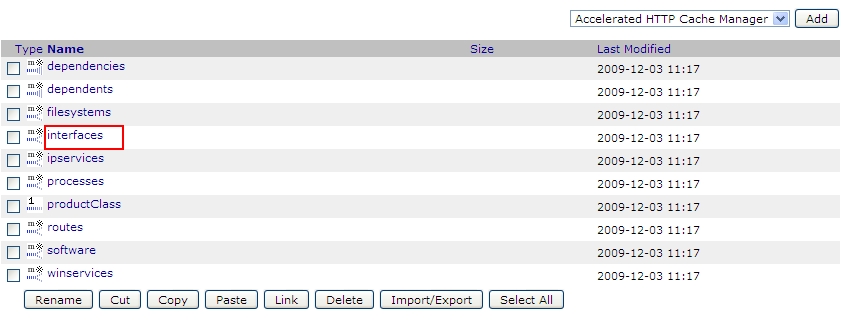 Accelerated HTTP Cache Manager Add
Type Name Size Last Modified
dependencies 2009-12-03 11:17
dependents 2009-12-03 11:17
filesystems 2009-12-03 11:17
interfaces 2009-12-03 11:17
ipservices 2009-12-03 11:17
processes 2009-12-03 11:17
1 productClass 2009-12-03 11:17
routes 2009-12-03 11:17
software 2009-12-03 11:17
winservices 2009-12-03 11:17
Rename Cut Copy Paste Link Delete Import/Export Select All